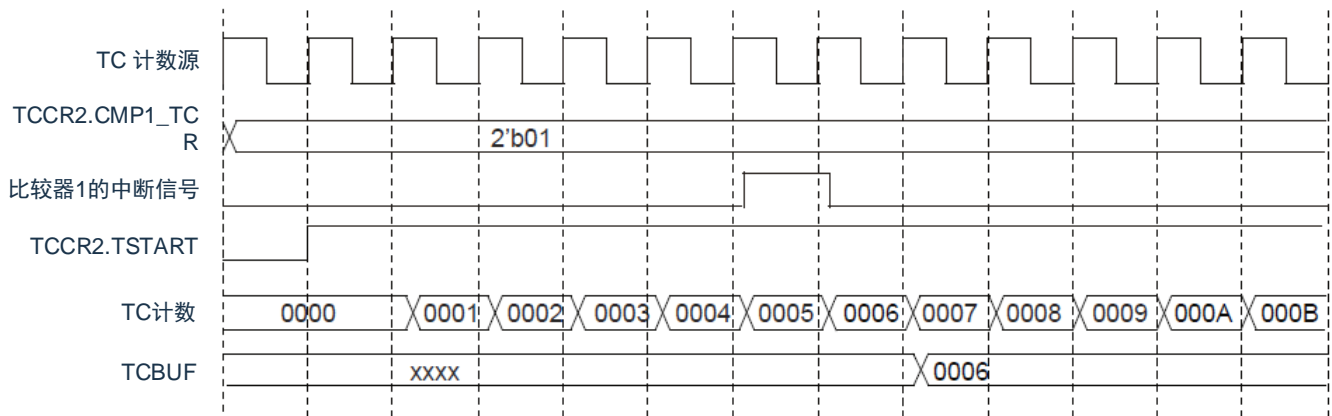 TC 计数源
TCCR2.CMP1_TC
R
2'b01
比较器1的中断信号
TCCR2.TSTART
TC计数
0000
0001
0002
0003
0004
0005
0006
0007
0008
0009
000A
000B
TCBUF
xxxx
0006